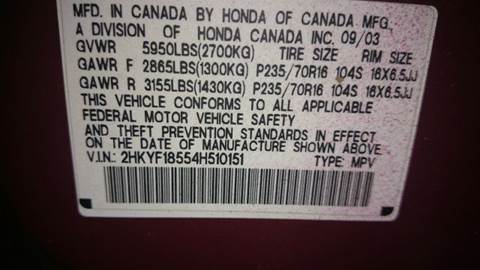 MFD. IN CANADA BY HONDA OF CANADA MFG.
A DIVISION OF HONDA CANADA INC. 09/03
GVWR 5950LBS(2700KG) TIRE SIZE RIM SIZE
GAWR F 2865LBS(1300KG) P235/70R16 104S 16X6.5JJ
GAWR R 3155LBS(1430KG) P235/70R16 104S 16X6.5JJ
THIS VEHICLE CONFORMS TO ALL APPLICABLE
FEDERAL MOTOR VEHICLE SAFETY
AND THEFT PREVENTION STANDARDS IN EFFECT
ON THE DATE OF MANUFACTURE SHOWN ABOVE.
V.I.N.: 2HKYF18554H510151 TYPE: MPV